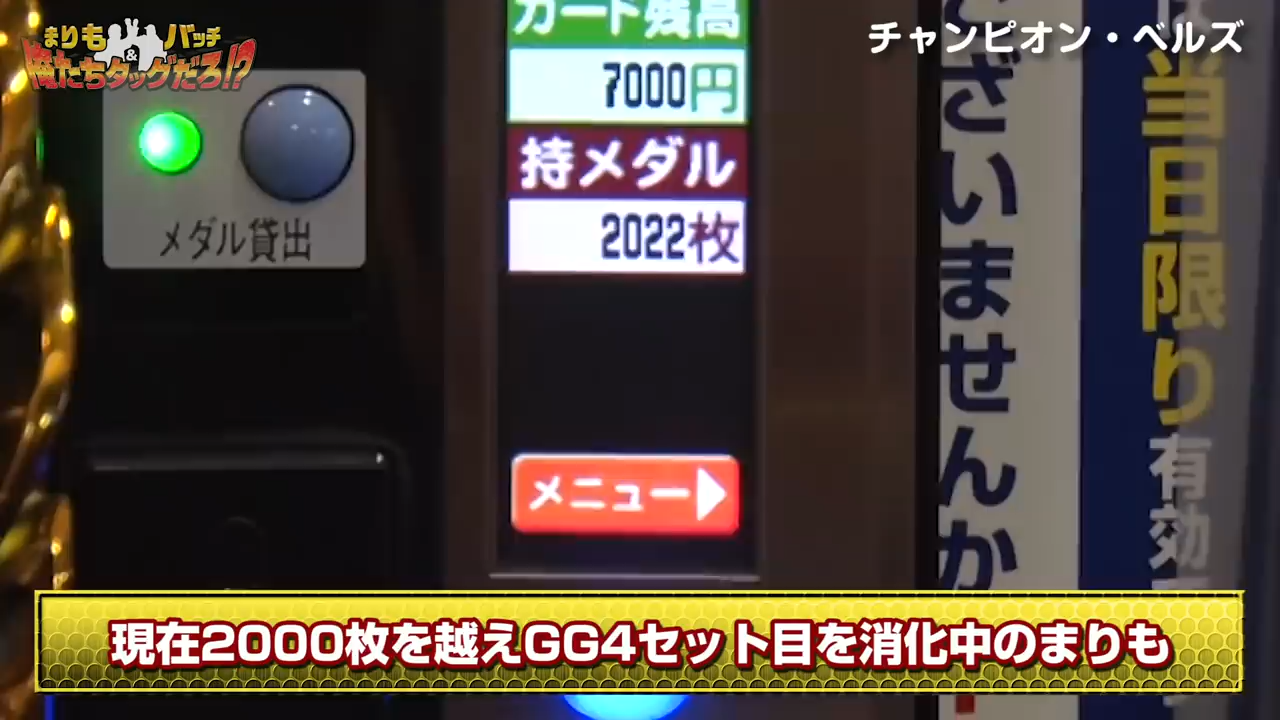 まりも&バッチ
俺たちタッグだろ!?
チャンピオン・ベルズ
カード残高
7000円
持メダル
2022枚
メダル貸出
メニュー
ございませんか
当日限り有効
現在2000枚を越えGG4セット目を消化中のまりも